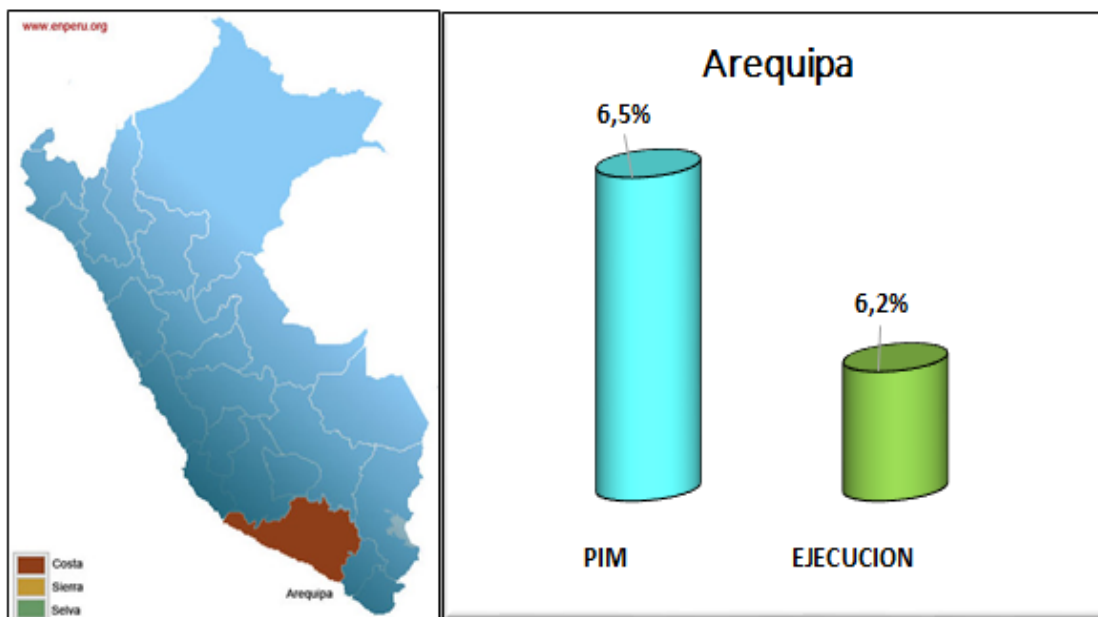 www.enperu.org
Costa
Sierra
Selva
Arequipa
Arequipa
6,5%
6,2%
PIM
EJECUCION